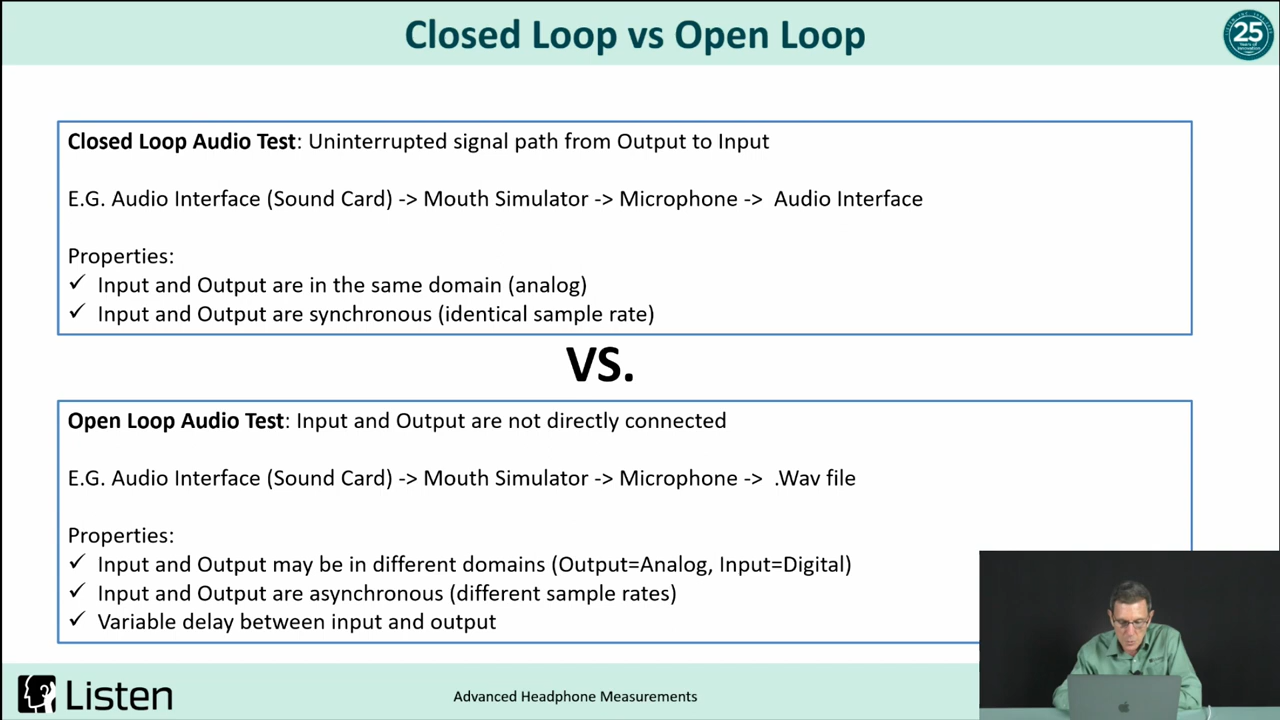 Closed Loop vs Open Loop
25
Closed Loop Audio Test: Uninterrupted signal path from Output to Input
E.G. Audio Interface (Sound Card) -> Mouth Simulator -> Microphone -> Audio Interface
Properties:
✓ Input and Output are in the same domain (analog)
✓ Input and Output are synchronous (identical sample rate)
VS.
Open Loop Audio Test: Input and Output are not directly connected
E.G. Audio Interface (Sound Card) -> Mouth Simulator -> Microphone -> .Wav file
Properties:
✓ Input and Output may be in different domains (Output=Analog, Input=Digital)
✓ Input and Output are asynchronous (different sample rates)
✓ Variable delay between input and output
Listen
Advanced Headphone Measurements